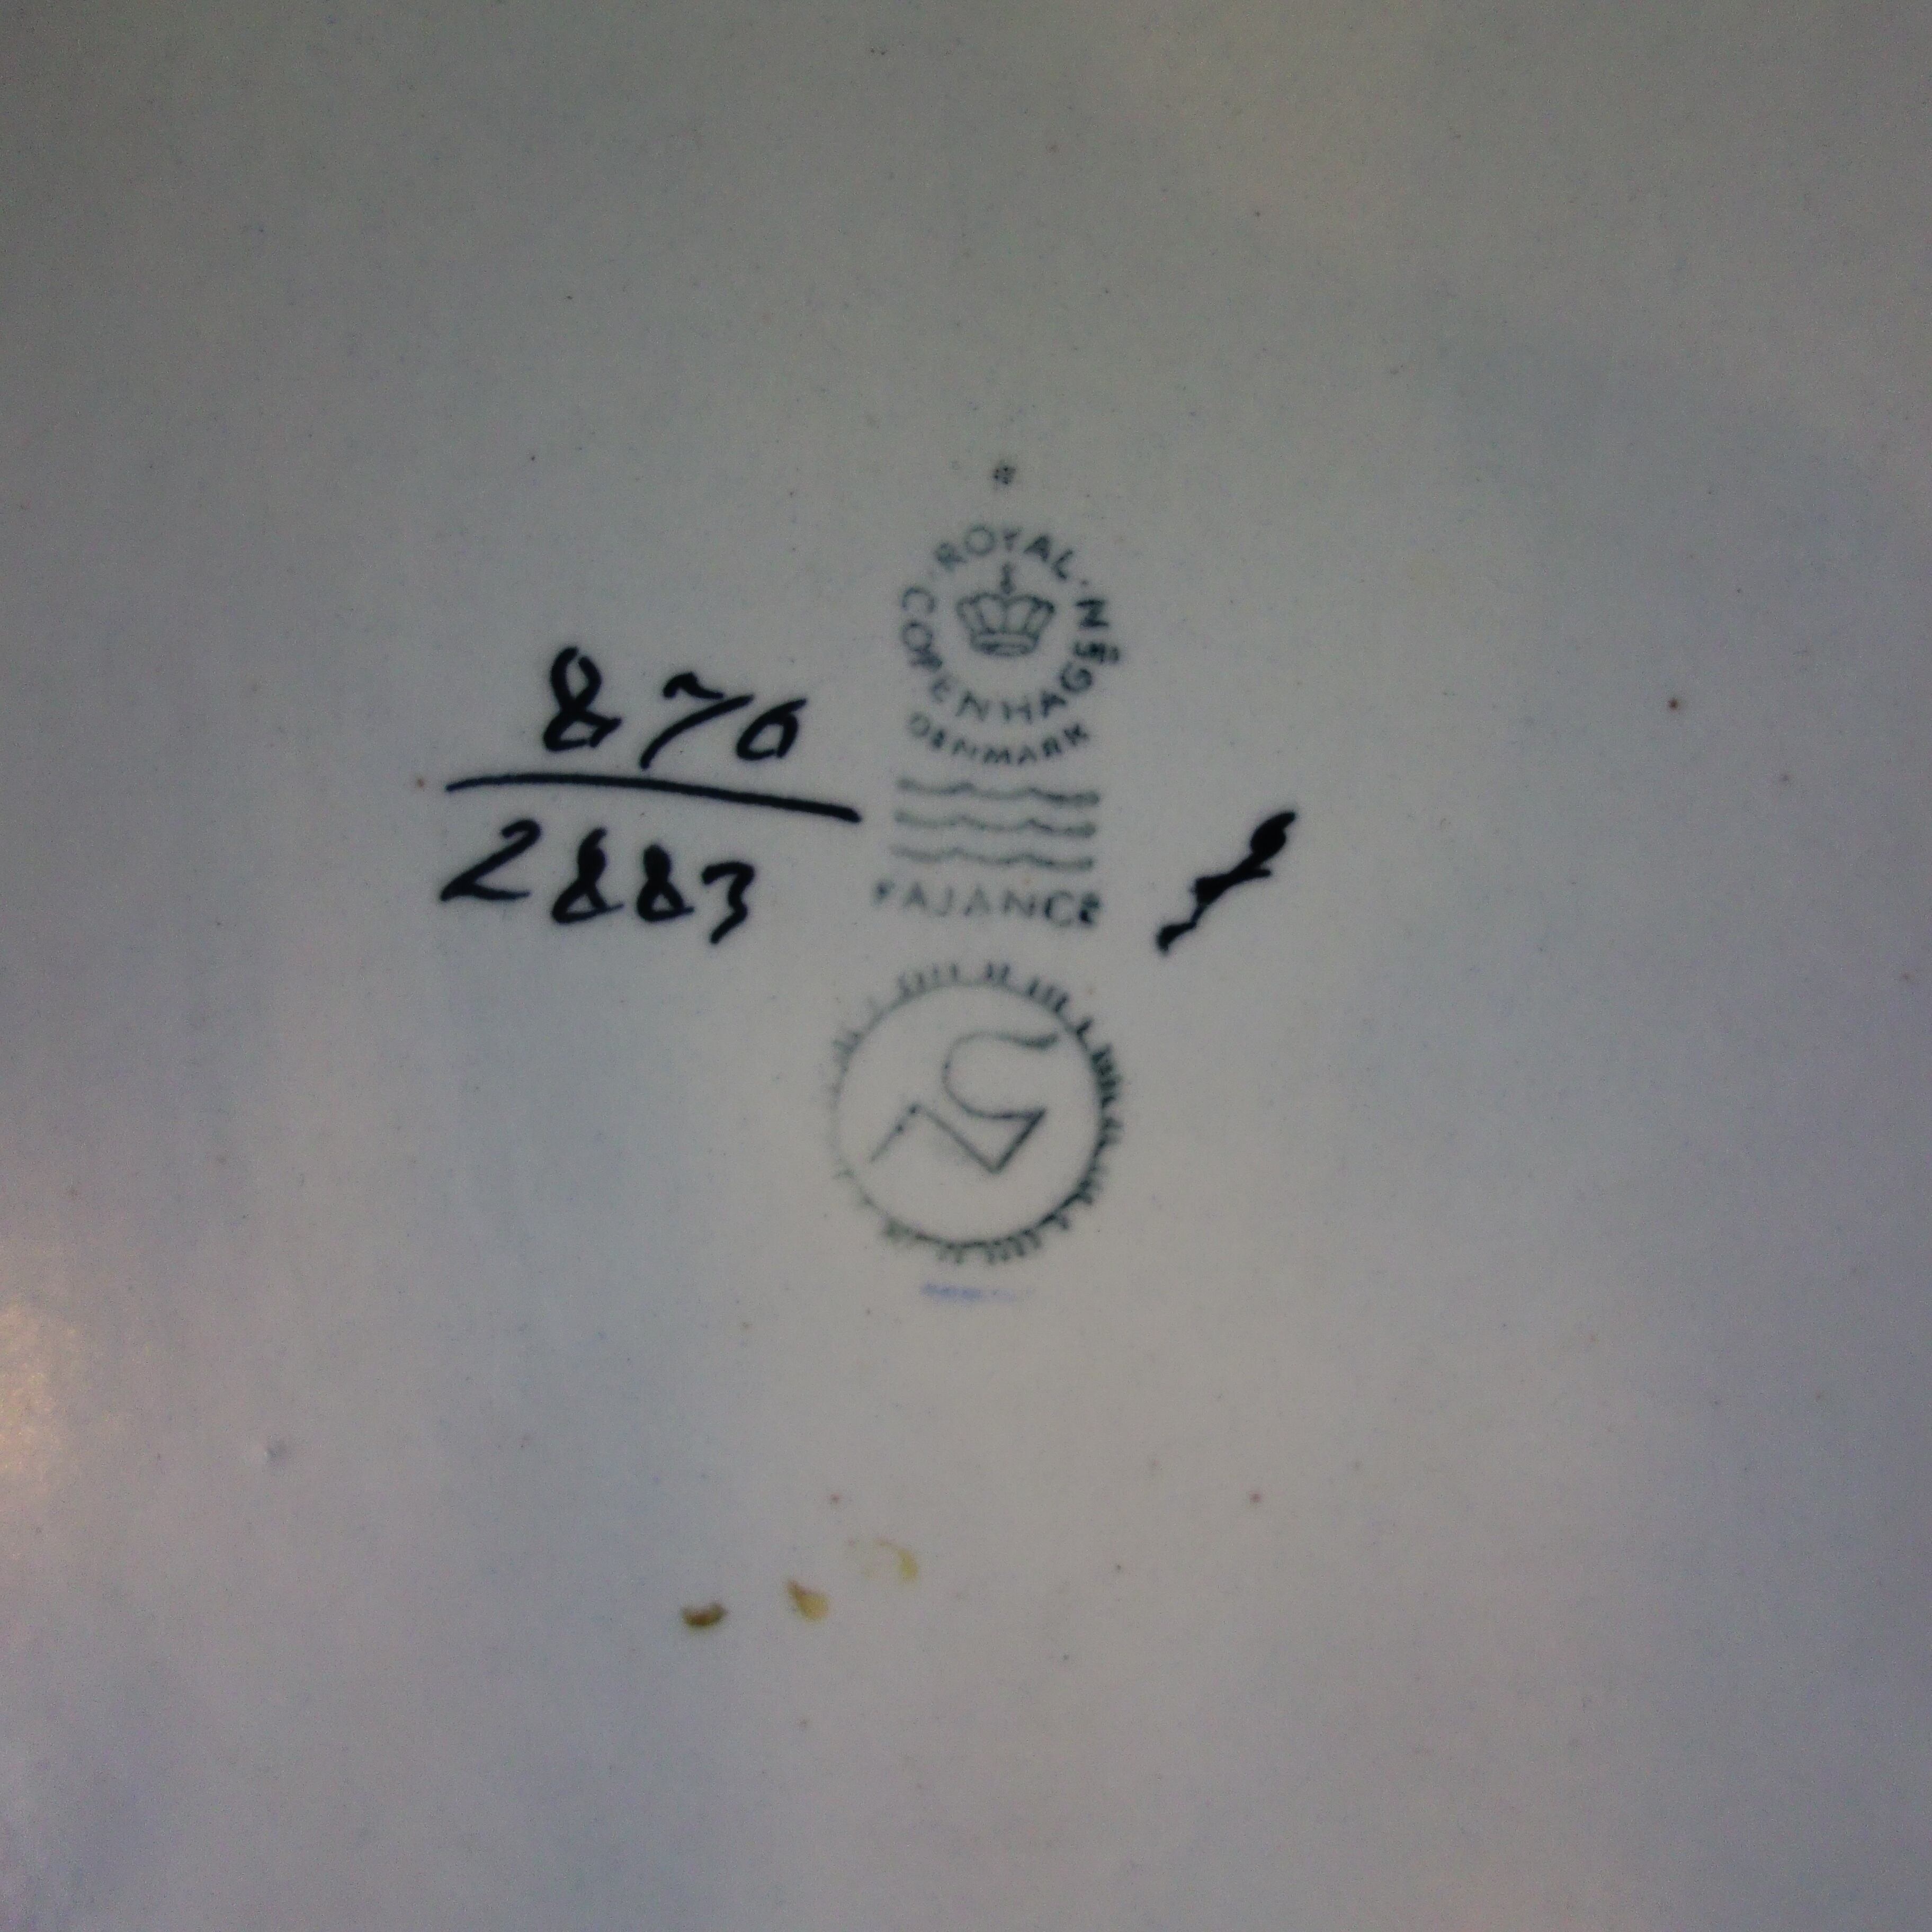 ROYAL
COPENHAGEN
DENMARK
FAJANCE
870
2883